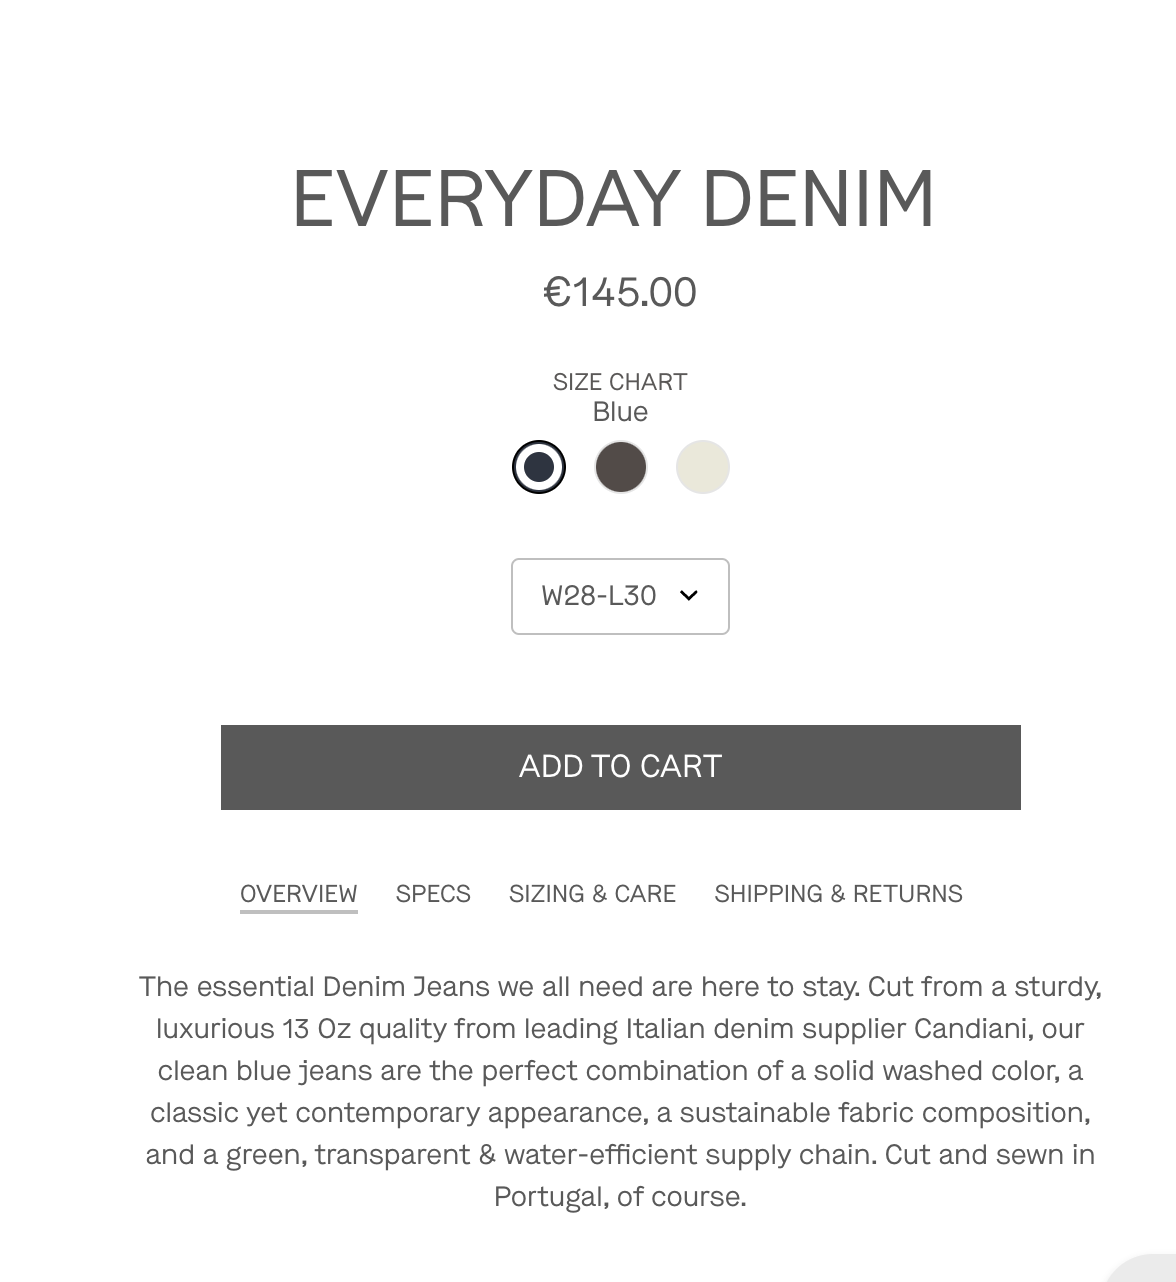 EVERYDAY DENIM
€145.00
SIZE CHART
Blue
W28-L30
ADD TO CART
OVERVIEW SPECS SIZING & CARE SHIPPING & RETURNS
The essential Denim Jeans we all need are here to stay. Cut from a sturdy,
luxurious 13 Oz quality from leading Italian denim supplier Candiani, our
clean blue jeans are the perfect combination of a solid washed color, a
classic yet contemporary appearance, a sustainable fabric composition,
and a green, transparent & water-efficient supply chain. Cut and sewn in
Portugal, of course.